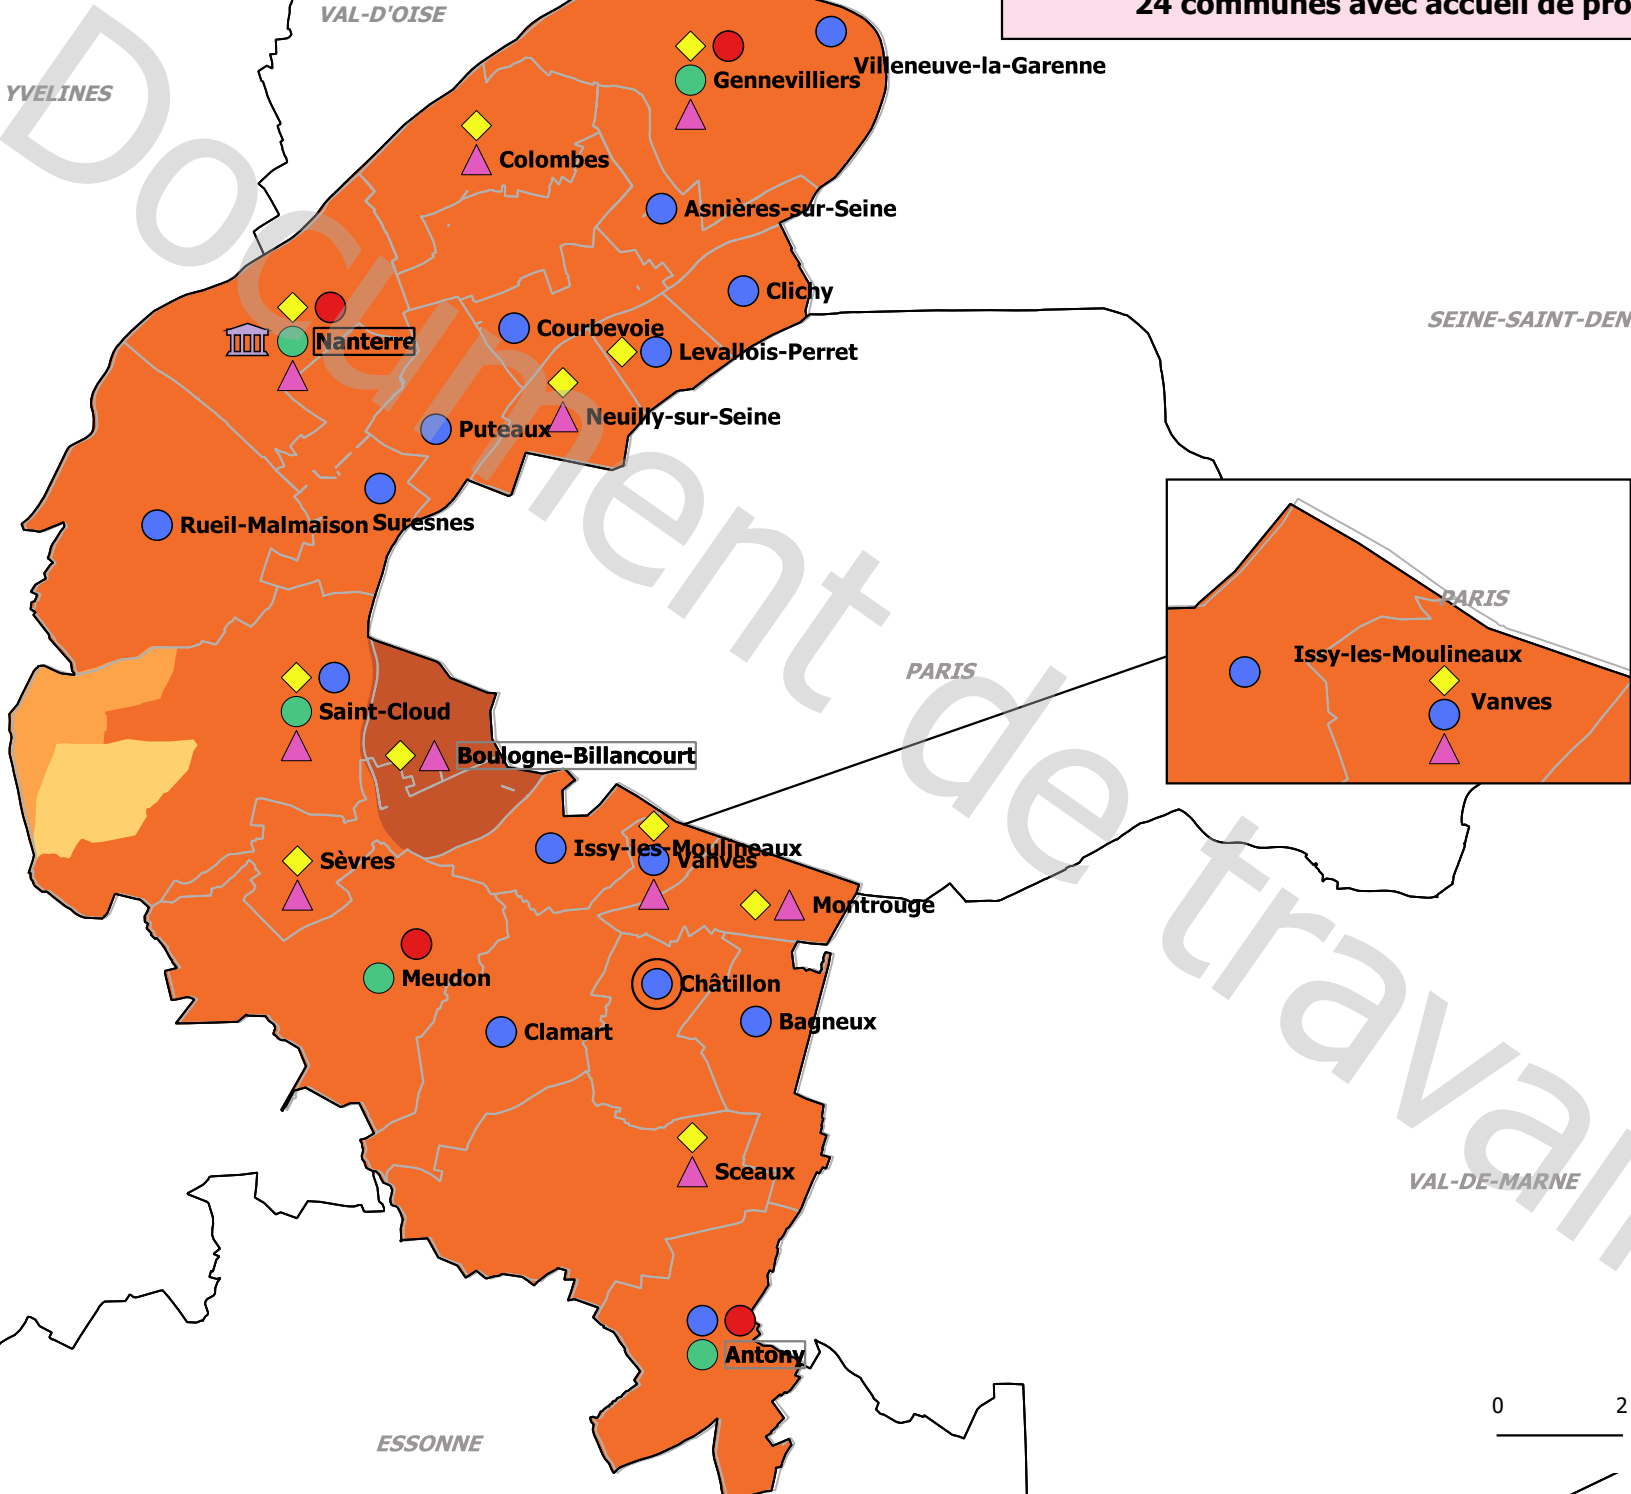 24 communes avec accueil de pro
VAL-D'OISE
YVELINES
Villeneuve-la-Garenne
Gennevilliers
Colombes
Asnières-sur-Seine
Clichy
SEINE-SAINT-DEN
Courbevoie
Nanterre
Levallois-Perret
Neuilly-sur-Seine
Puteaux
Rueil-Malmaison
Suresnes
PARIS
Issy-les-Moulineaux
Vanves
PARIS
Saint-Cloud
Boulogne-Billancourt
Issy-les-Moulineaux
Vanves
Sèvres
Montrouge
Meudon
Châtillon
Bagneux
Clamart
Sceaux
VAL-DE-MARNE
Antony
0 2
ESSONNE
Document de travail